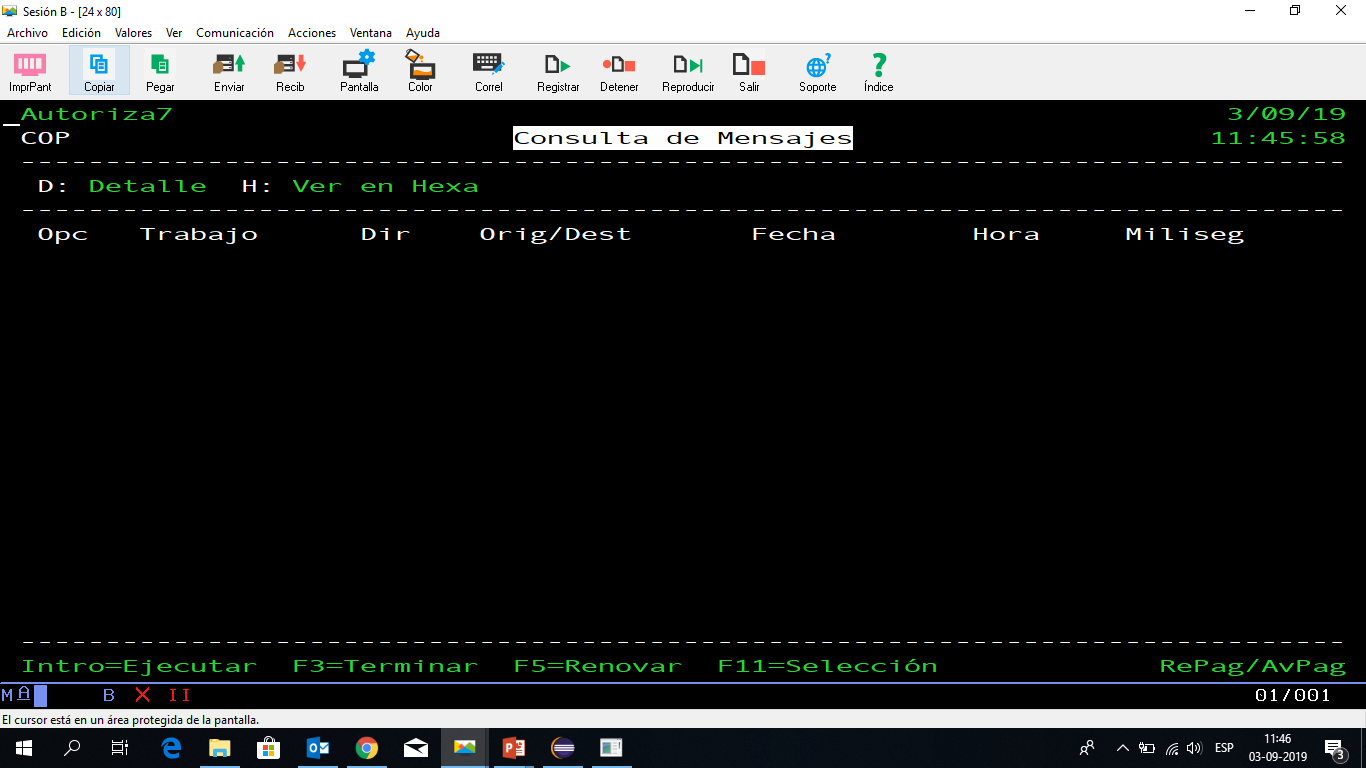 Sesión B - [24 x 80]
Archivo Edición Valores Ver Comunicación Acciones Ventana Ayuda
ImprPant Copiar Pegar Enviar Recib Pantalla Color Correl Registrar Detener Reproducir Salir Soporte Índice
_Autoriza7 3/09/19
COP Consulta de Mensajes 11:45:58
-------------------------------------------------------------------------------
D: Detalle H: Ver en Hexa
-------------------------------------------------------------------------------
Opc Trabajo Dir Orig/Dest Fecha Hora Miliseg
-------------------------------------------------------------------------------
Intro=Ejecutar F3=Terminar F5=Renovar F11=Selección RePag/AvPag
MA B X II 01/001
El cursor está en un área protegida de la pantalla.
ESP 11:46
03-09-2019 3